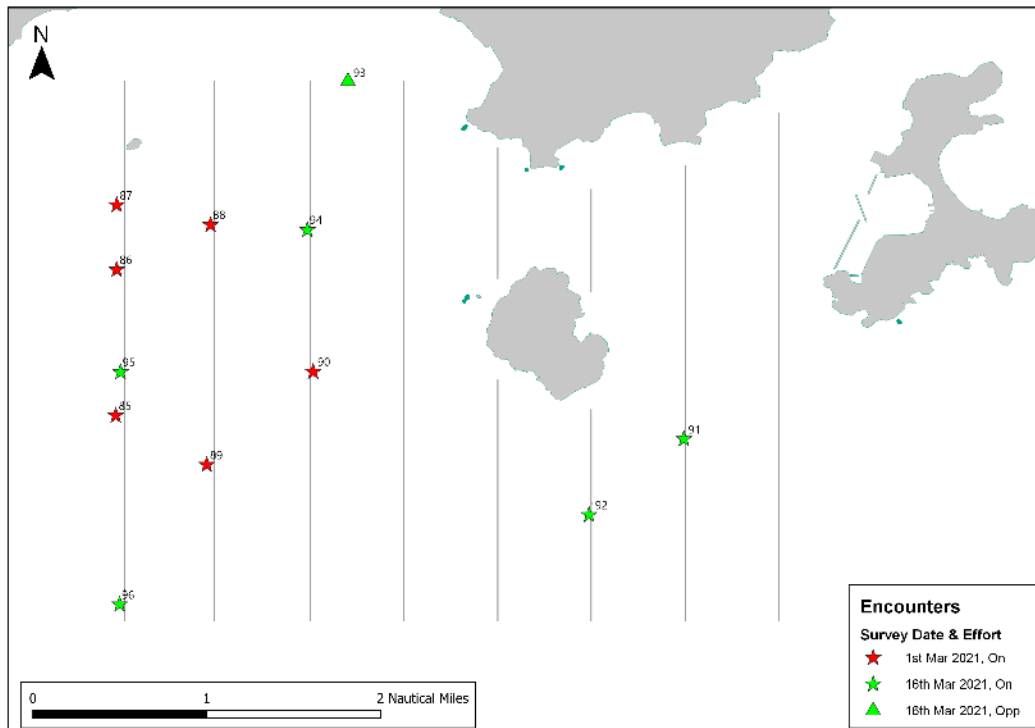 N
93
87
88
94
86
95
90
85
91
89
92
96
Encounters
Survey Date & Effort
1st Mar 2021, On
16th Mar 2021, On
16th Mar 2021, Opp
0 1 2 Nautical Miles